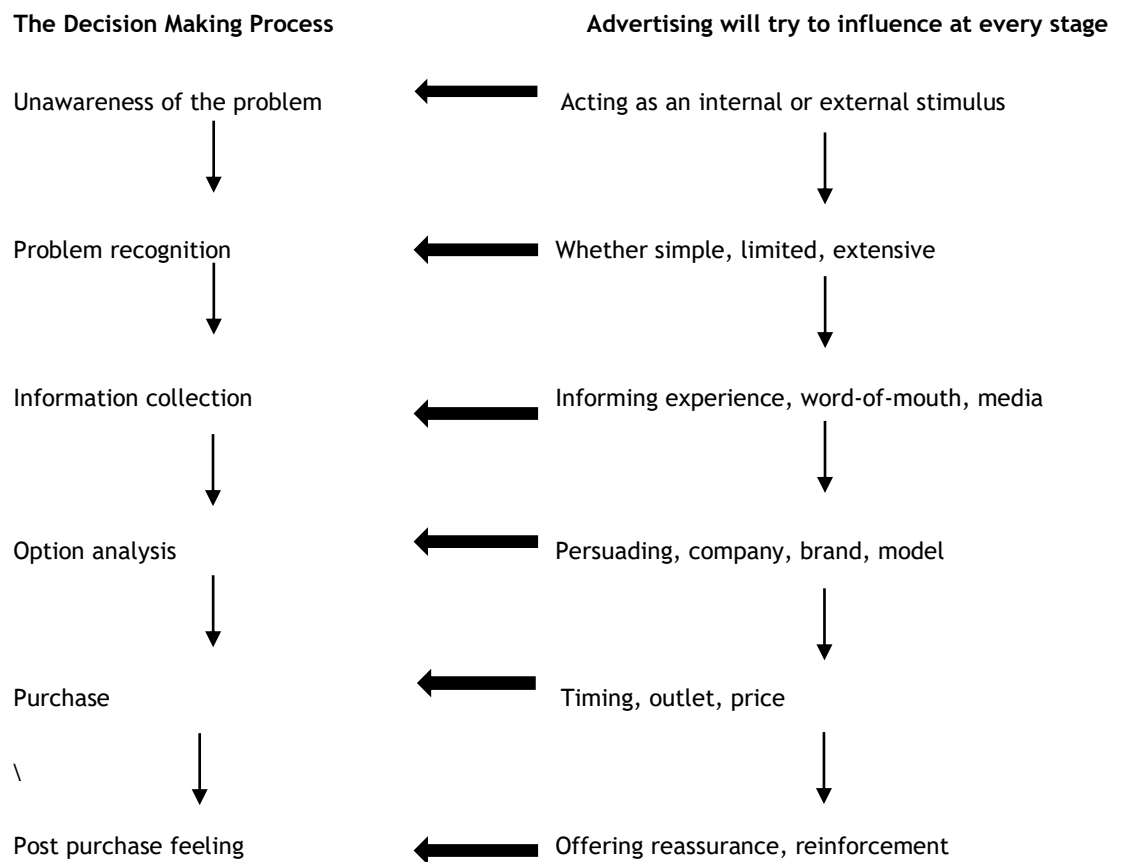 The Decision Making Process Advertising will try to influence at every stage
Unawareness of the problem Acting as an internal or external stimulus
Problem recognition Whether simple, limited, extensive
Information collection Informing experience, word-of-mouth, media
Option analysis Persuading, company, brand, model
Purchase Timing, outlet, price
\
Post purchase feeling Offering reassurance, reinforcement